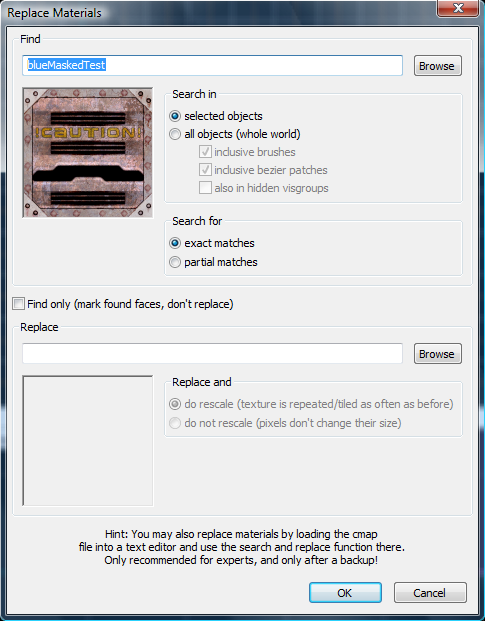 Replace Materials
Find
blueMaskedTest
Browse
!CAUTION!
Search in
selected objects
all objects (whole world)
inclusive brushes
inclusive bezier patches
also in hidden visgroups
Search for
exact matches
partial matches
Find only (mark found faces, don't replace)
Replace
Browse
Replace and
do rescale (texture is repeated/tiled as often as before)
do not rescale (pixels don't change their size)
Hint: You may also replace materials by loading the cmap
file into a text editor and use the search and replace function there.
Only recommended for experts, and only after a backup!
OK
Cancel